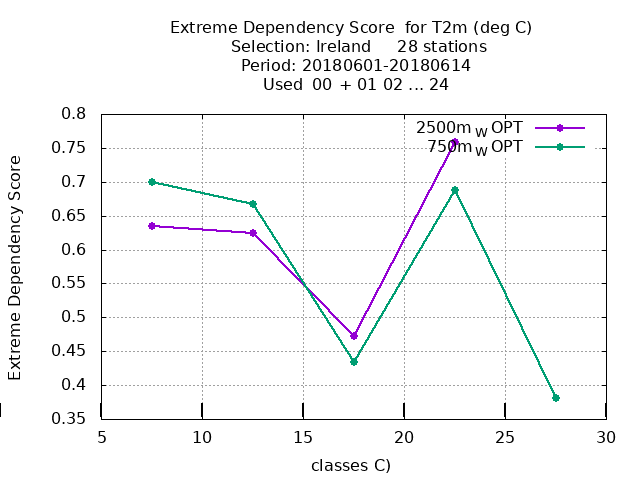 Extreme Dependency Score for T2m (deg C)
Selection: Ireland 28 stations
Period: 20180601-20180614
Used 00 + 01 02 ... 24
2500m W OPT
750m W OPT
Extreme Dependency Score
0.8
0.75
0.7
0.65
0.6
0.55
0.5
0.45
0.4
0.35
5 10 15 20 25 30
classes C)